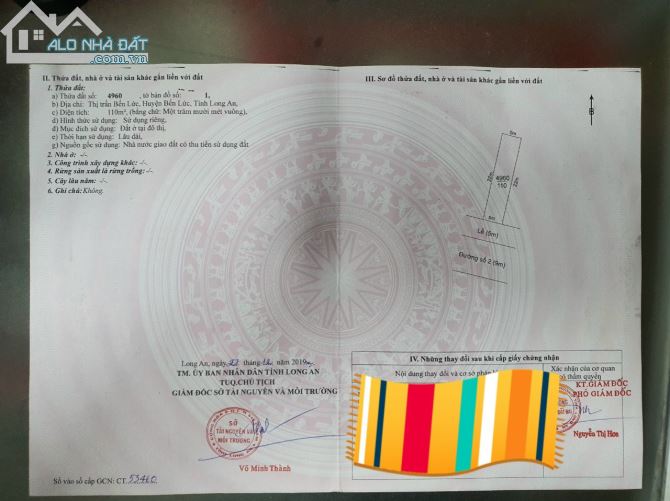 ALO NHÀ ĐẤT
.com.vn
II. Thửa đất, nhà ở và tài sản khác gắn liền với đất
1. Thửa đất:
a) Thửa đất số: 4960 , tờ bản đồ số: 1,
b) Địa chỉ: Thị trấn Bến Lức, Huyện Bến Lức, Tỉnh Long An,
c) Diện tích: 110m², (bằng chữ: Một trăm mười mét vuông),
d) Hình thức sử dụng: Sử dụng riêng,
đ) Mục đích sử dụng: Đất ở tại đô thị,
e) Thời hạn sử dụng: Lâu dài,
g) Nguồn gốc sử dụng: Nhà nước giao đất có thu tiền sử dụng đất.
2. Nhà ở: -/-
3. Công trình xây dựng khác: -/-
4. Rừng sản xuất là rừng trồng: -/-
5. Cây lâu năm: -/-
6. Ghi chú: Không.
Long An, ngày tháng năm 2019
TM. ỦY BAN NHÂN DÂN TỈNH LONG AN
TUQ.CHỦ TỊCH
GIÁM ĐỐC SỞ TÀI NGUYÊN VÀ MÔI TRƯỜNG
SỞ
TÀI NGUYÊN VÀ
MÔI TRƯỜNG
Võ Minh Thành
Số vào sổ cấp GCN: CT 53460
III. Sơ đồ thửa đất, nhà ở và tài sản khác gắn liền với đất
B
5m
22m
4960
110
22m
5m
Lề (5m)
Đường số 2 (9m)
IV. Những thay đổi sau khi cấp giấy chứng nhận
Nội dung thay đổi và cơ sở pháp
Xác nhận của cơ quan
có thẩm quyền
KT.GIÁM ĐỐC
PHÓ GIÁM ĐỐC
Nguyễn Thị Hoa